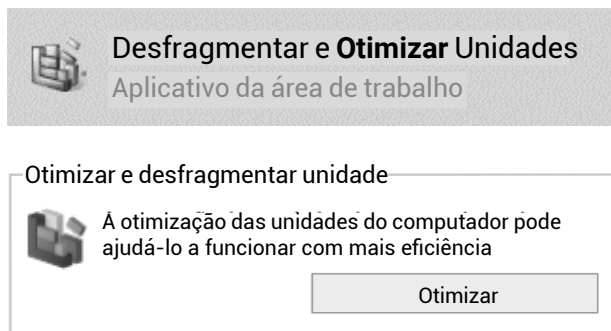 Desfragmentar e Otimizar Unidades
Aplicativo da área de trabalho
Otimizar e desfragmentar unidade
A otimização das unidades do computador pode
ajudá-lo a funcionar com mais eficiência
Otimizar